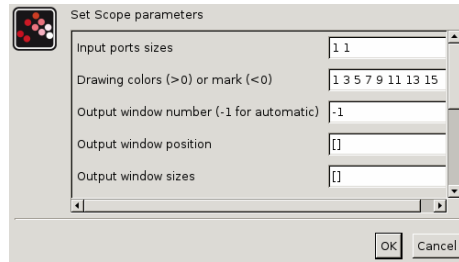 Set Scope parameters
Input ports sizes 1 1
Drawing colors (>0) or mark (<0) 1 3 5 7 9 11 13 15
Output window number (-1 for automatic) -1
Output window position []
Output window sizes []
OK Cancel